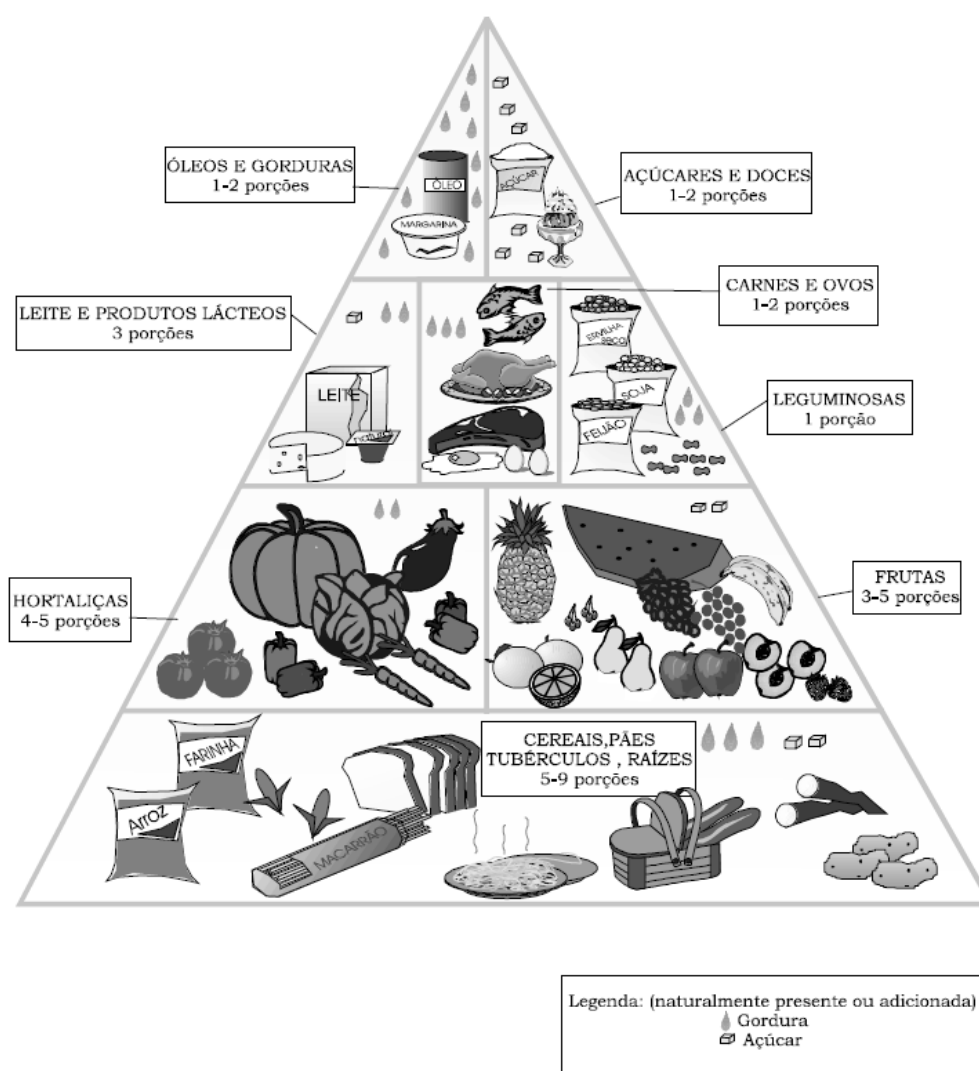 ÓLEOS E GORDURAS
1-2 porções
AÇÚCARES E DOCES
1-2 porções
ÓLEO
AÇÚCAR
MARGARINA
LEITE E PRODUTOS LÁCTEOS
3 porções
CARNES E OVOS
1-2 porções
LEGUMINOSAS
1 porção
LEITE
ERVILHA
SECO
SOJA
FEIJÃO
HORTALIÇAS
4-5 porções
FRUTAS
3-5 porções
CEREAIS,PÃES
TUBÉRCULOS , RAÍZES
5-9 porções
FARINHA
Arroz
MACARRÃO
Legenda: (naturalmente presente ou adicionada)
Gordura
Açúcar